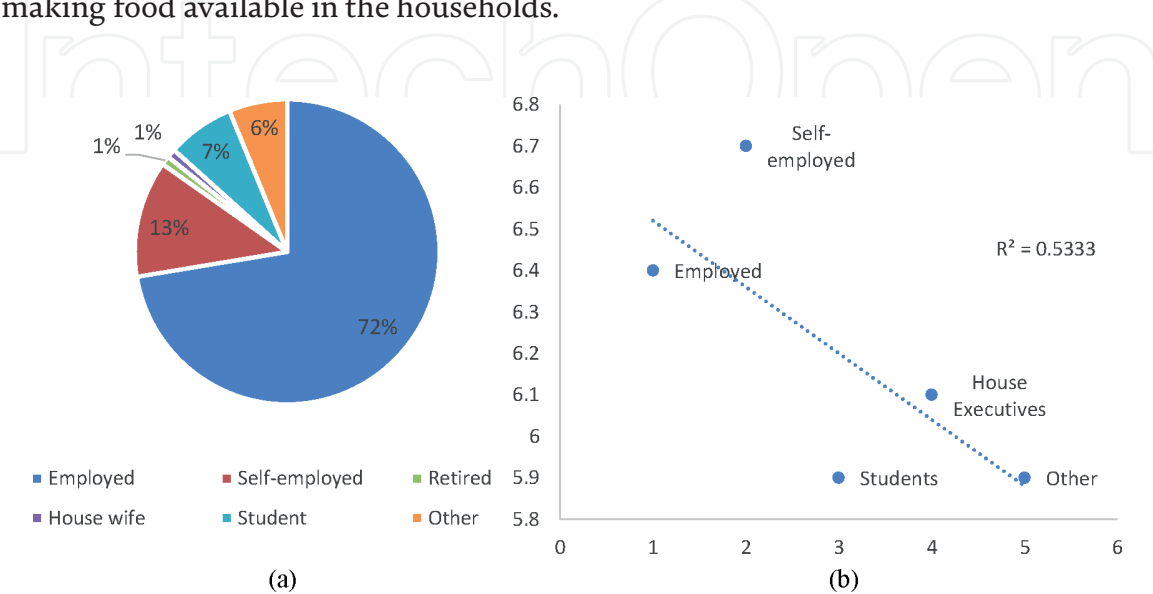 making food available in the households.
IntechOpen
1%
1%
7%
6%
13%
72%
Employed
Self-employed
Retired
House wife
Student
Other
(a)
6.8
6.7
6.6
6.5
6.4
6.3
6.2
6.1
6
5.9
5.8
0 1 2 3 4 5 6
Self-
employed
Employed
R² = 0.5333
House
Executives
Students
Other
(b)